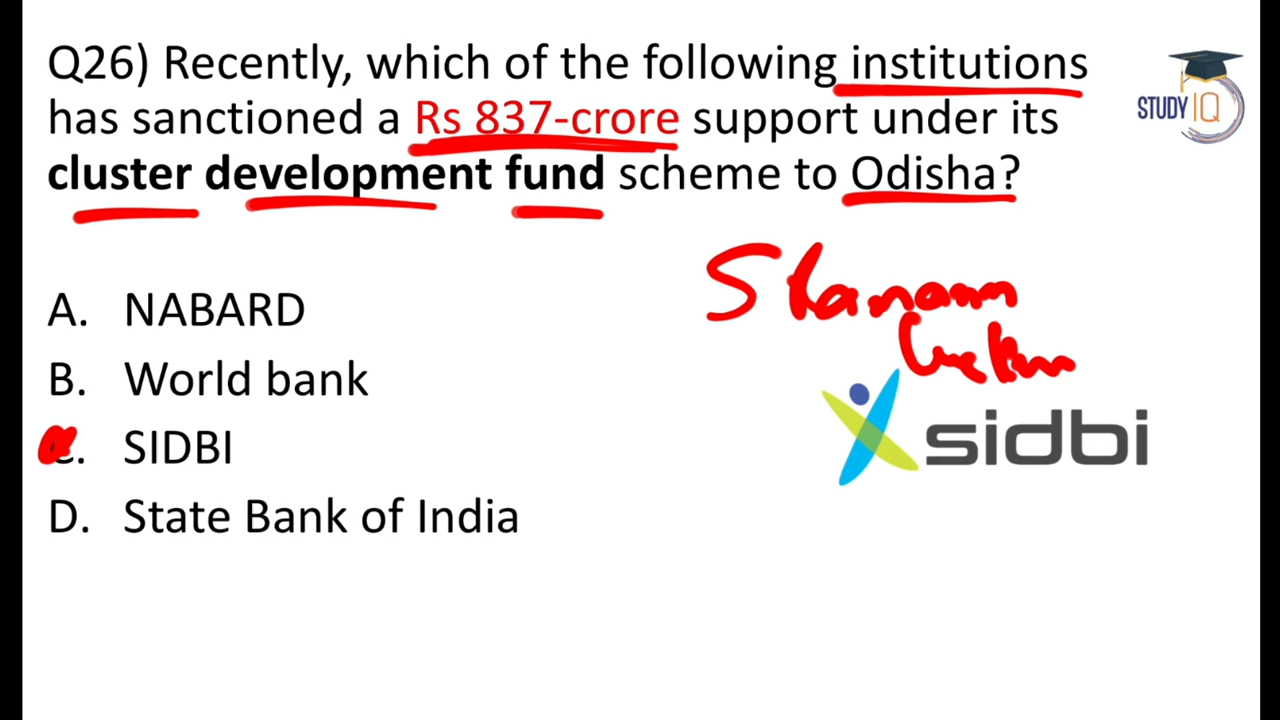 Q26) Recently, which of the following institutions
has sanctioned a Rs 837-crore support under its
cluster development fund scheme to Odisha?
STUDY IQ
A. NABARD
B. World bank
C. SIDBI
D. State Bank of India
sidbi